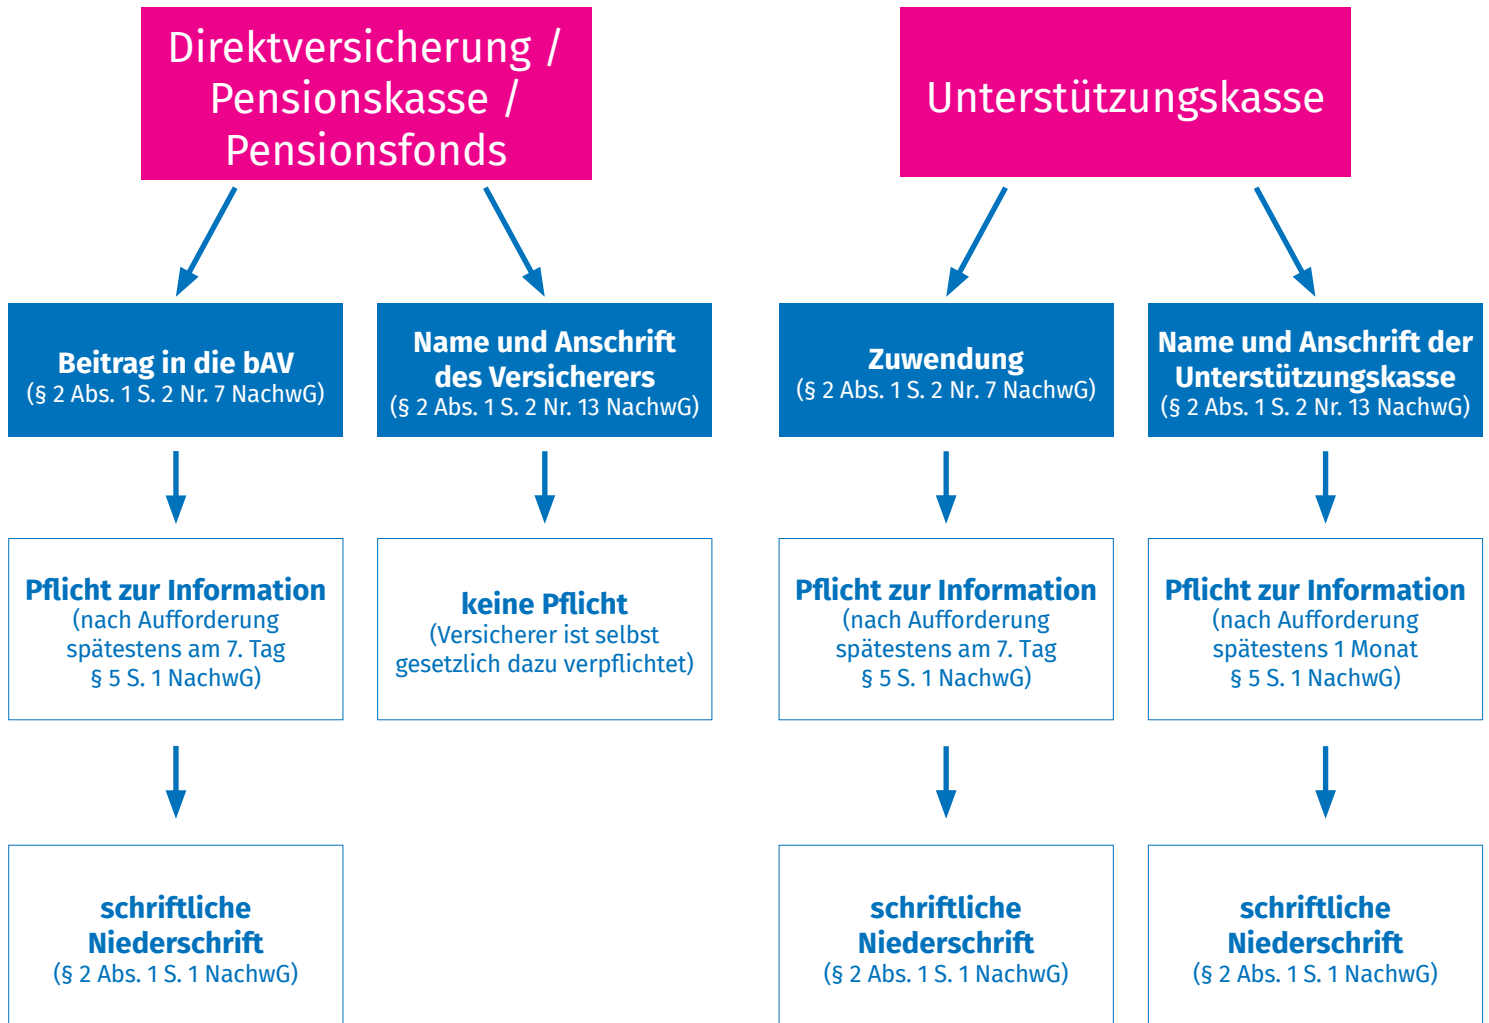 Direktversicherung /
Pensionskasse /
Pensionsfonds
Unterstützungskasse
Beitrag in die bAV
(§ 2 Abs. 1 S. 2 Nr. 7 NachwG)
Name und Anschrift
des Versicherers
(§ 2 Abs. 1 S. 2 Nr. 13 NachwG)
Zuwendung
(§ 2 Abs. 1 S. 2 Nr. 7 NachwG)
Name und Anschrift der
Unterstützungskasse
(§ 2 Abs. 1 S. 2 Nr. 13 NachwG)
Pflicht zur Information
(nach Aufforderung
spätestens am 7. Tag
§ 5 S. 1 NachwG)
keine Pflicht
(Versicherer ist selbst
gesetzlich dazu verpflichtet)
Pflicht zur Information
(nach Aufforderung
spätestens am 7. Tag
§ 5 S. 1 NachwG)
Pflicht zur Information
(nach Aufforderung
spätestens 1 Monat
§ 5 S. 1 NachwG)
schriftliche
Niederschrift
(§ 2 Abs. 1 S. 1 NachwG)
schriftliche
Niederschrift
(§ 2 Abs. 1 S. 1 NachwG)
schriftliche
Niederschrift
(§ 2 Abs. 1 S. 1 NachwG)